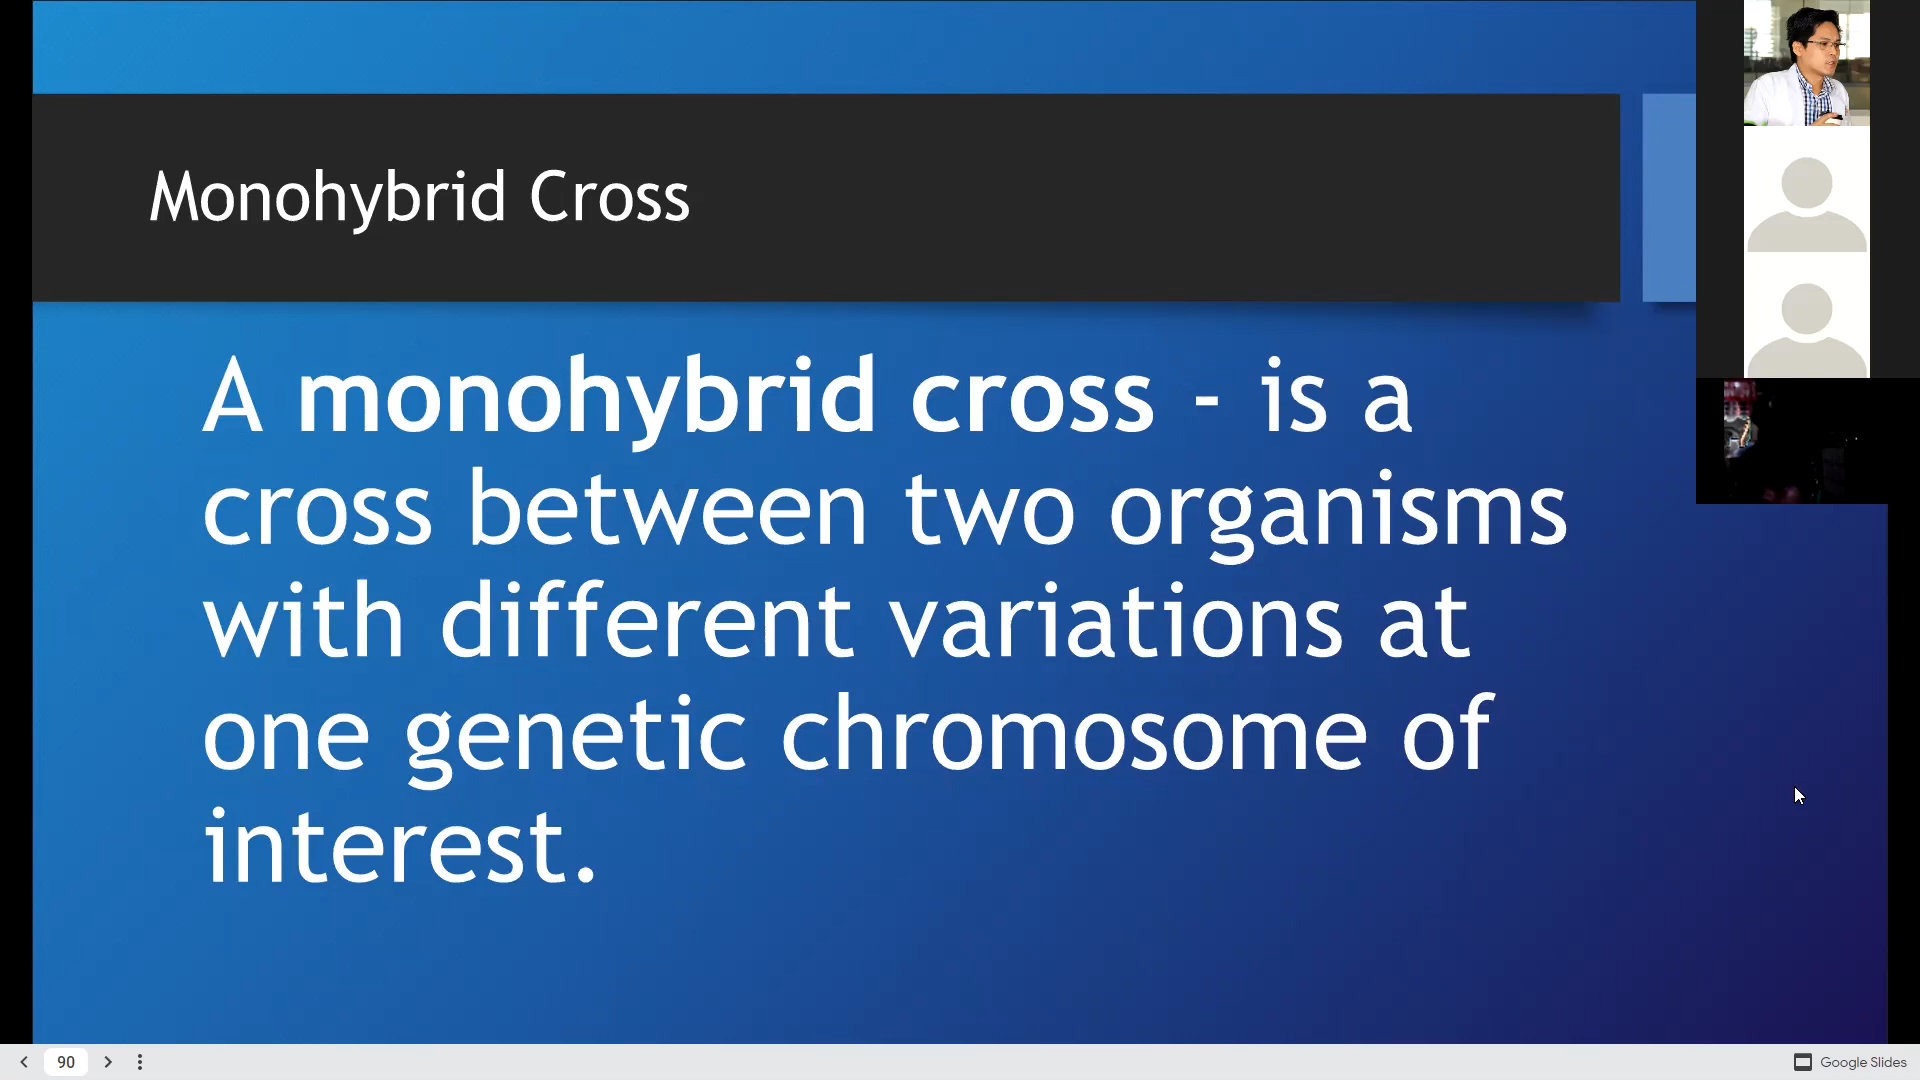 Monohybrid Cross
A monohybrid cross - is a
cross between two organisms
with different variations at
one genetic chromosome of
interest.
90
Google Slides